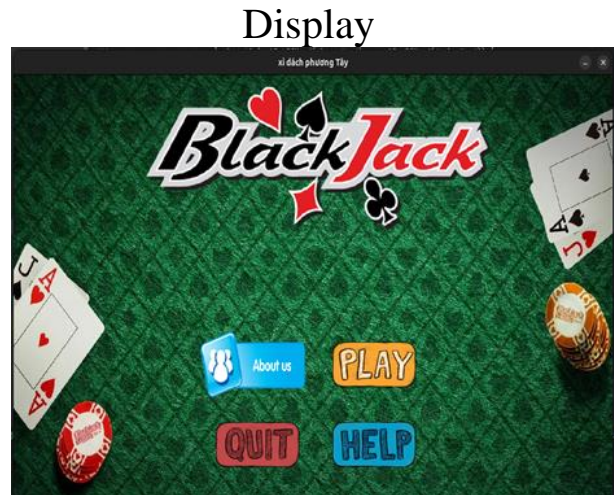 Display
xì dách phương Tây
BlackJack
J
A
A
J
J
A
A
About us
PLAY
QUIT
HELP